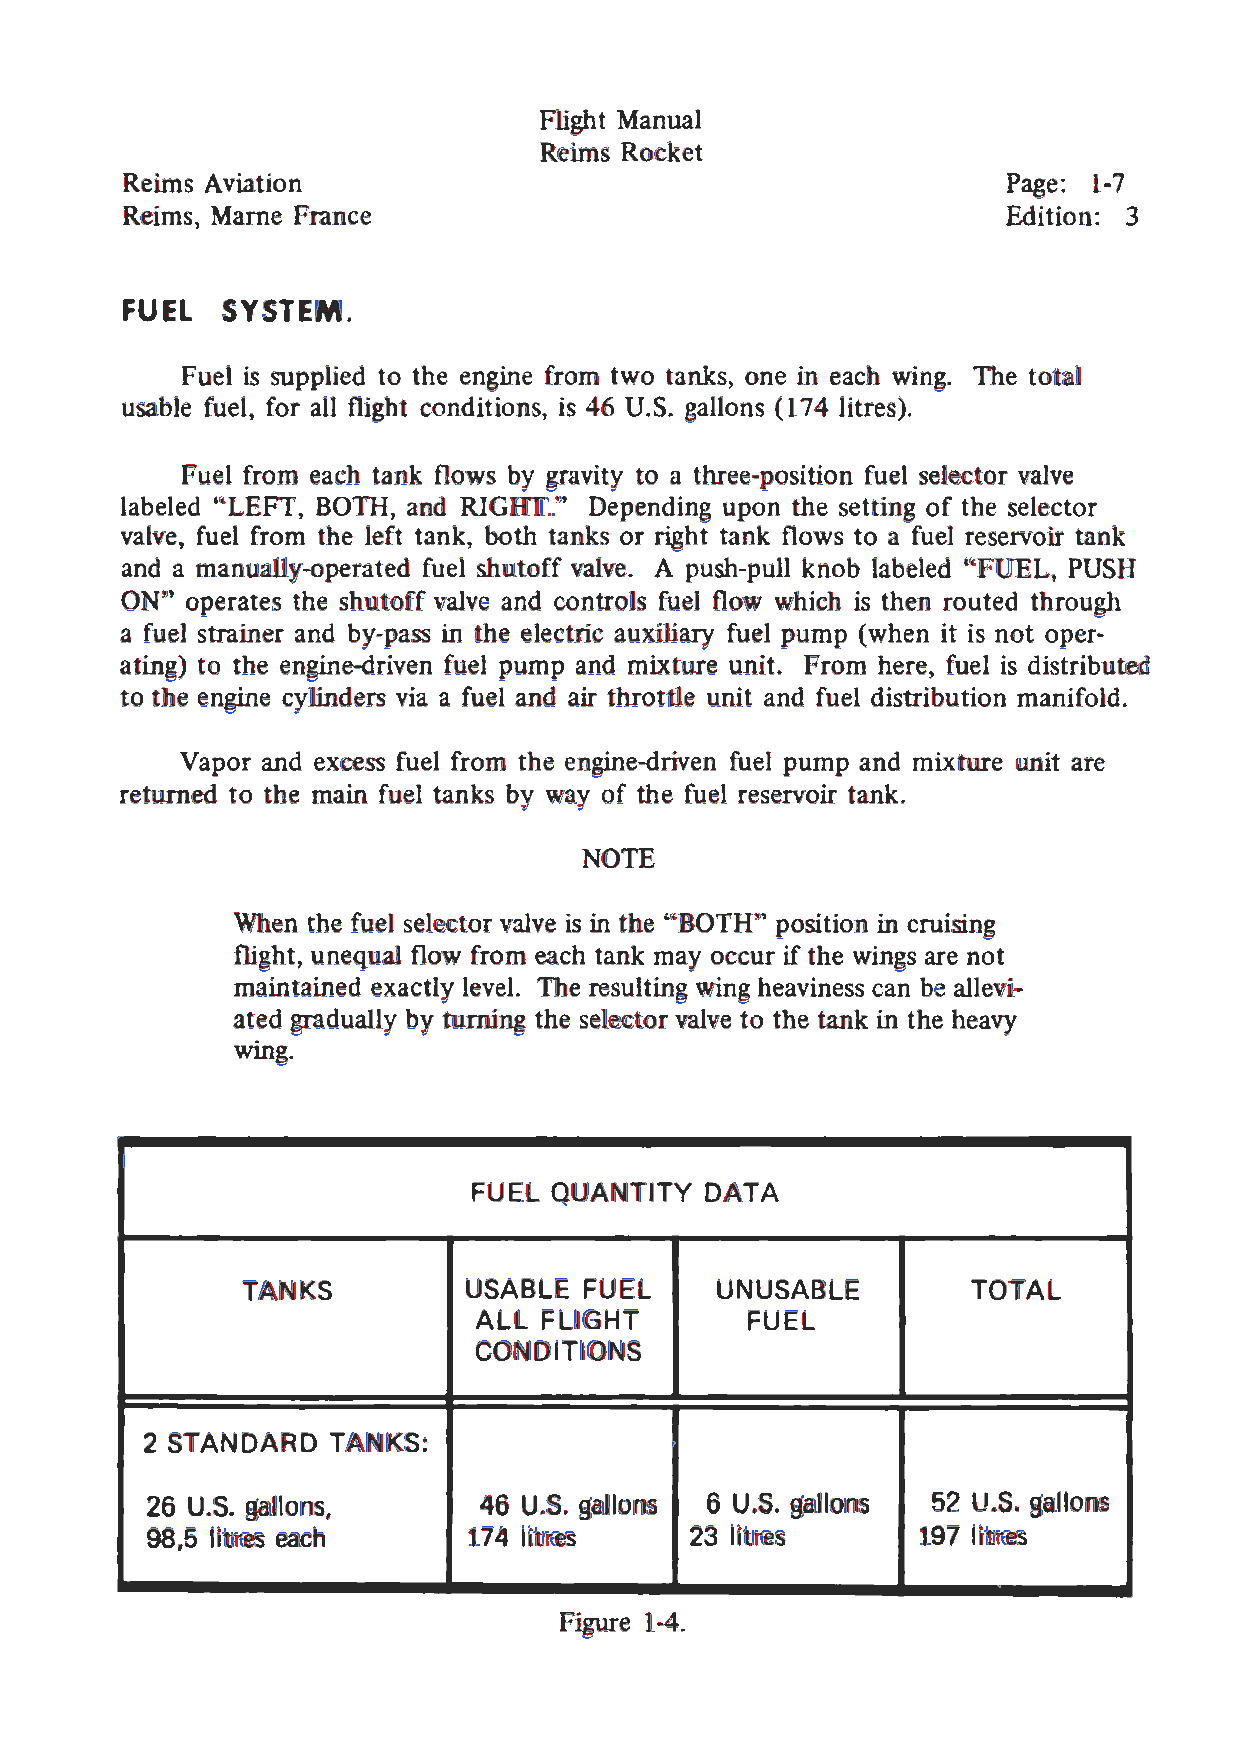 Flight Manual
Reims Rocket
Reims Aviation Page: 1-7
Reims, Marne France Edition: 3
FUEL SYSTEM.
Fuel is supplied to the engine from two tanks, one in each wing. The total
usable fuel, for all flight conditions, is 46 U.S. gallons (174 litres).
Fuel from each tank flows by gravity to a three-position fuel selector valve
labeled “LEFT, BOTH, and RIGHT.” Depending upon the setting of the selector
valve, fuel from the left tank, both tanks or right tank flows to a fuel reservoir tank
and a manually-operated fuel shutoff valve. A push-pull knob labeled “FUEL, PUSH
ON” operates the shutoff valve and controls fuel flow which is then routed through
a fuel strainer and by-pass in the electric auxiliary fuel pump (when it is not oper-
ating) to the engine-driven fuel pump and mixture unit. From here, fuel is distributed
to the engine cylinders via a fuel and air throttle unit and fuel distribution manifold.
Vapor and excess fuel from the engine-driven fuel pump and mixture unit are
returned to the main fuel tanks by way of the fuel reservoir tank.
NOTE
When the fuel selector valve is in the “BOTH” position in cruising
flight, unequal flow from each tank may occur if the wings are not
maintained exactly level. The resulting wing heaviness can be allevi-
ated gradually by turning the selector valve to the tank in the heavy
wing.
FUEL QUANTITY DATA
TANKS USABLE FUEL UNUSABLE TOTAL
ALL FLIGHT FUEL
CONDITIONS
2 STANDARD TANKS:
26 U.S. gallons, 46 U.S. gallons 6 U.S. gallons 52 U.S. gallons
98,5 litres each 174 litres 23 litres 197 litres
Figure 1-4.